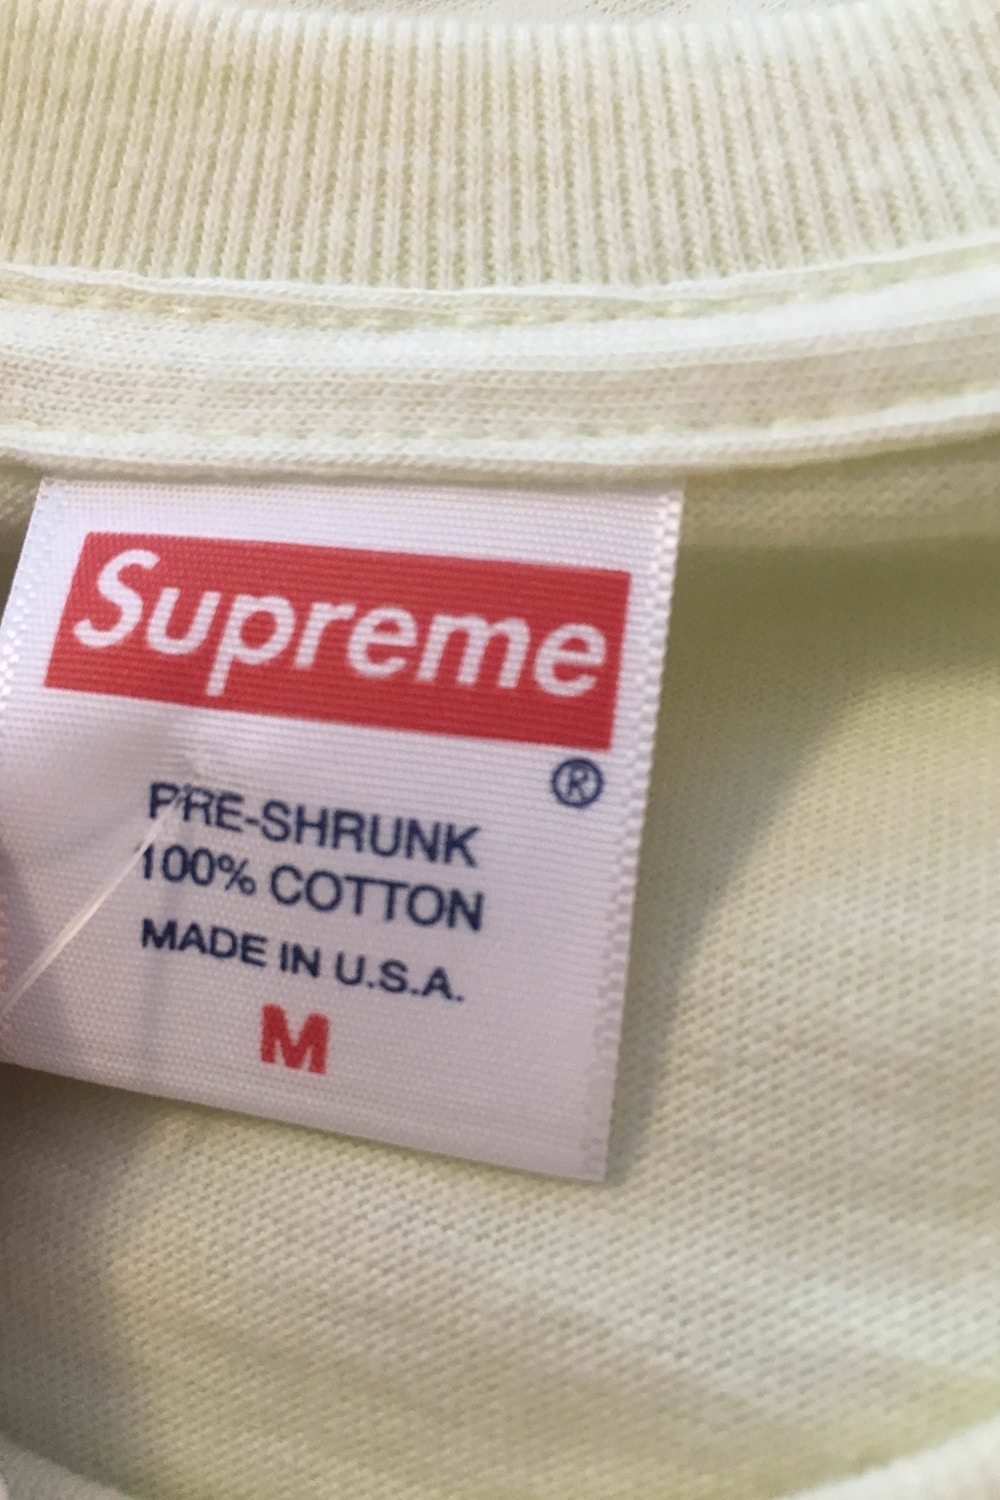 Supreme
®
PRE-SHRUNK
100% COTTON
MADE IN U.S.A.
M